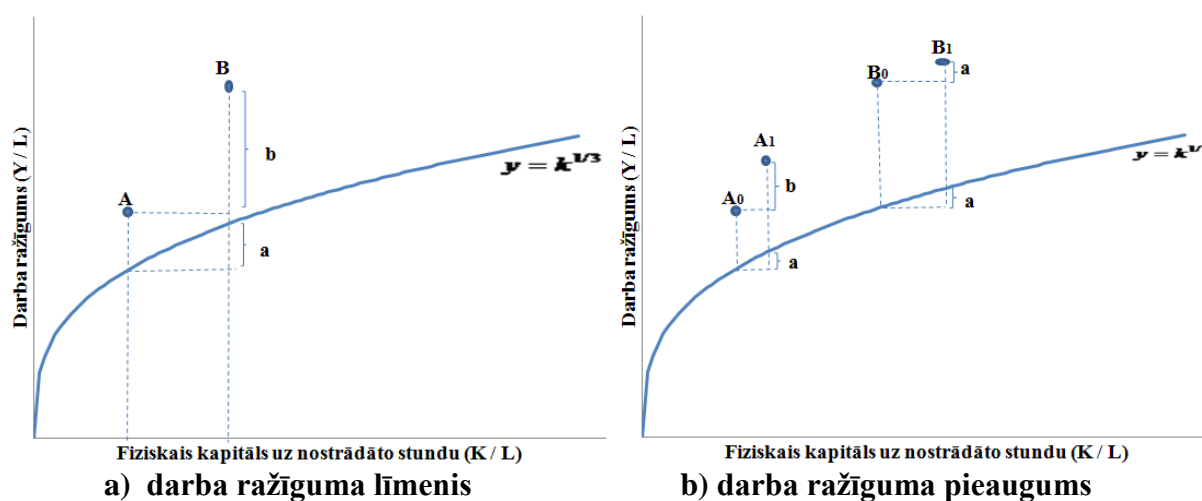 Darba ražīgums (Y / L)
B
b
y = k^1/3
A
a
Fiziskais kapitāls uz nostrādāto stundu (K / L)
a) darba ražīguma līmenis
Darba ražīgums (Y / L)
B1
a
B0
A1
y = k^1/
b
A0
a
a
Fiziskais kapitāls uz nostrādāto stundu (K / L)
b) darba ražīguma pieaugums